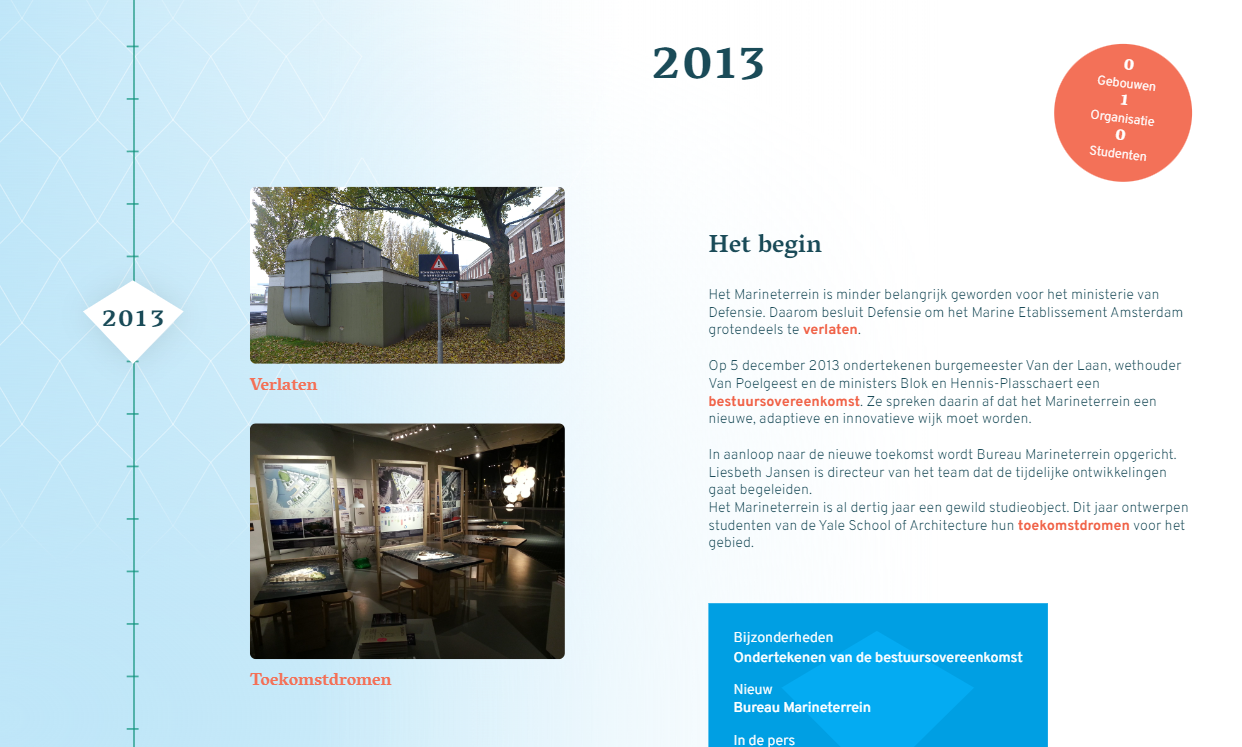 2013
0
Gebouwen
1
Organisatie
0
Studenten
2013
Verlaten
Toekomstdromen
Het begin
Het Marineterrein is minder belangrijk geworden voor het ministerie van
Defensie. Daarom besluit Defensie om het Marine Etablissement Amsterdam
grotendeels te verlaten.
Op 5 december 2013 ondertekenen burgemeester Van der Laan, wethouder
Van Poelgeest en de ministers Blok en Hennis-Plasschaert een
bestuursovereenkomst. Ze spreken daarin af dat het Marineterrein een
nieuwe, adaptieve en innovatieve wijk moet worden.
In aanloop naar de nieuwe toekomst wordt Bureau Marineterrein opgericht.
Liesbeth Jansen is directeur van het team dat de tijdelijke ontwikkelingen
gaat begeleiden.
Het Marineterrein is al dertig jaar een gewild studieobject. Dit jaar ontwerpen
studenten van de Yale School of Architecture hun toekomstdromen voor het
gebied.
Bijzonderheden
Ondertekenen van de bestuursovereenkomst
Nieuw
Bureau Marineterrein
In de pers